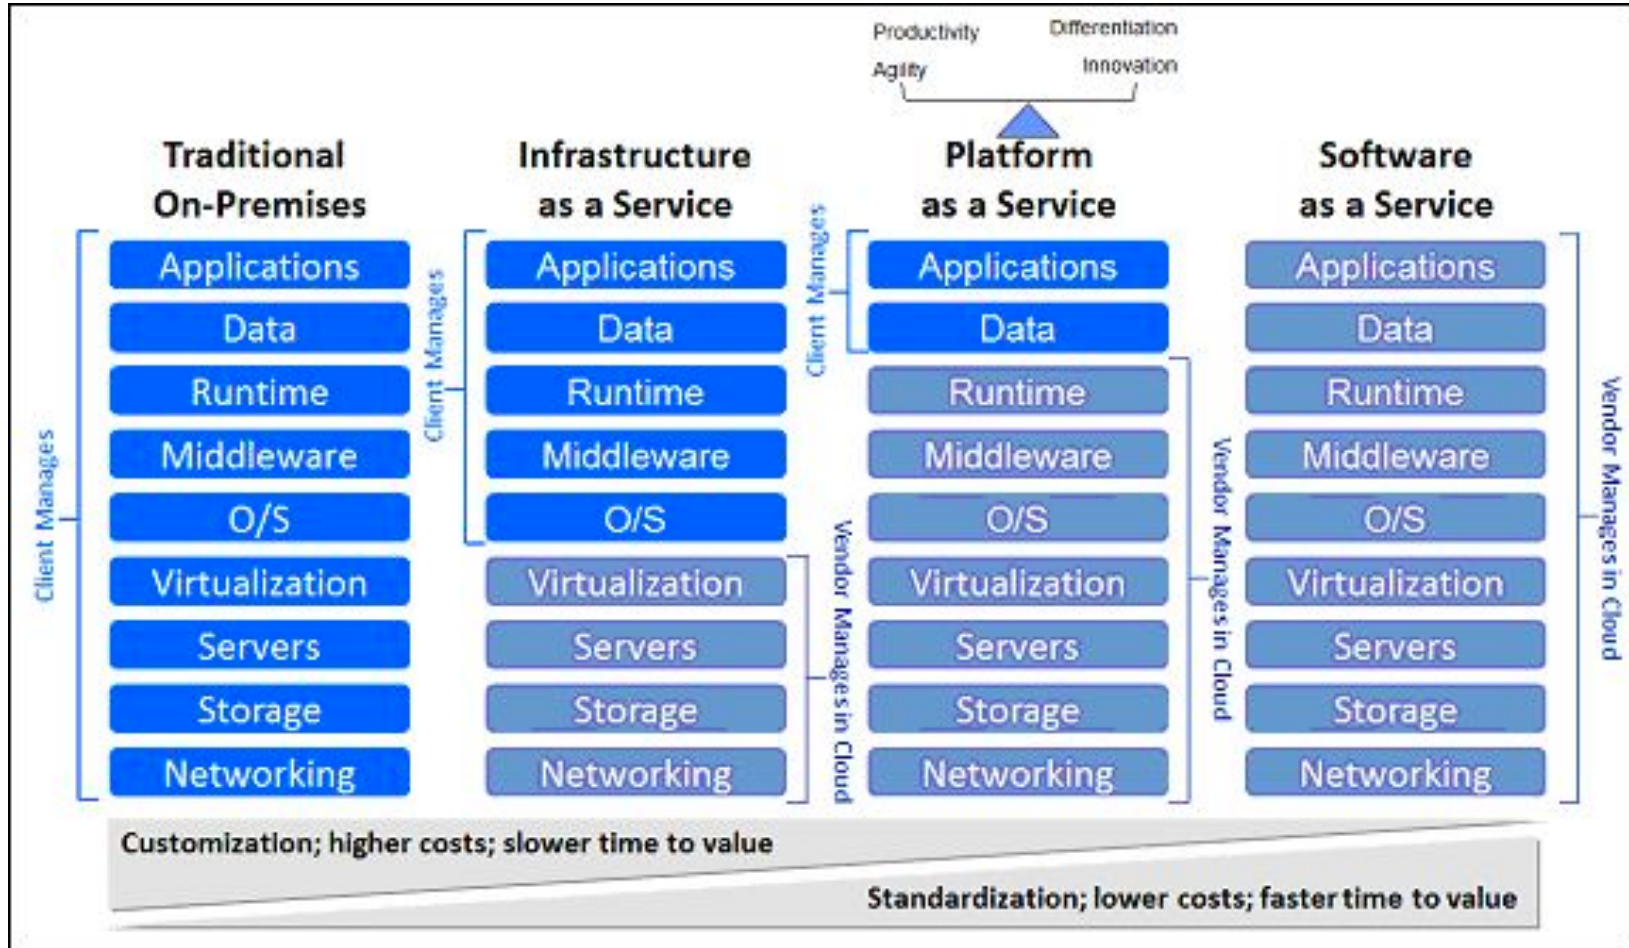 Productivity
Differentiation
Agility
Innovation
Traditional
On-Premises
Client Manages
Applications
Data
Runtime
Middleware
O/S
Virtualization
Servers
Storage
Networking
Infrastructure
as a Service
Client Manages
Applications
Data
Runtime
Middleware
O/S
Virtualization
Servers
Storage
Networking
Vendor Manages in Cloud
Platform
as a Service
Client Manages
Applications
Data
Runtime
Middleware
O/S
Virtualization
Servers
Storage
Networking
Vendor Manages in Cloud
Software
as a Service
Applications
Data
Runtime
Middleware
O/S
Virtualization
Servers
Storage
Networking
Vendor Manages in Cloud
Customization; higher costs; slower time to value
Standardization; lower costs; faster time to value